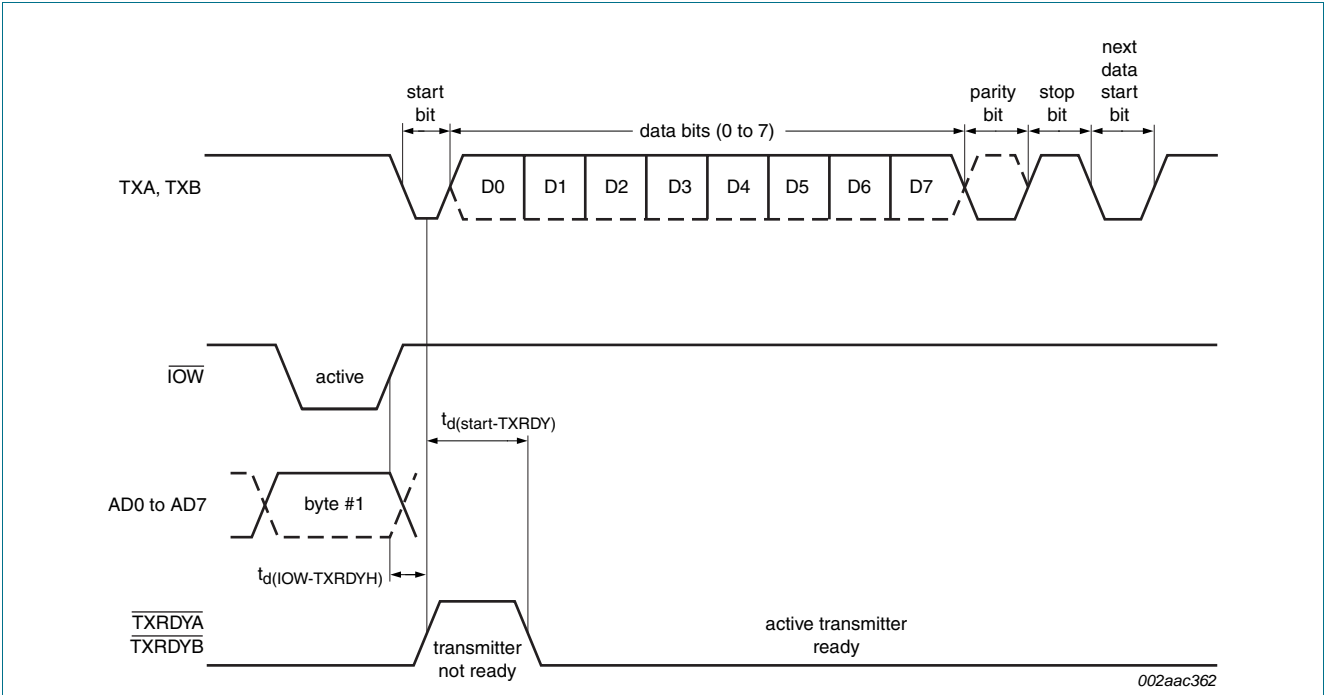 next
data
start
bit
start
bit
parity
bit
stop
bit
data bits (0 to 7)
TXA, TXB
D0 D1 D2 D3 D4 D5 D6 D7
IOW
active
td(start-TXRDY)
AD0 to AD7
byte #1
td(IOW-TXRDYH)
TXRDYA
TXRDYB
transmitter
not ready
active transmitter
ready
002aac362